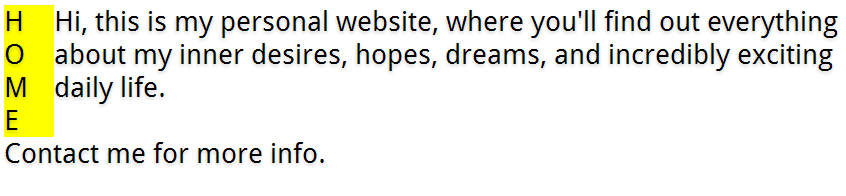 H
O
M
E
Hi, this is my personal website, where you'll find out everything
about my inner desires, hopes, dreams, and incredibly exciting
daily life.
Contact me for more info.